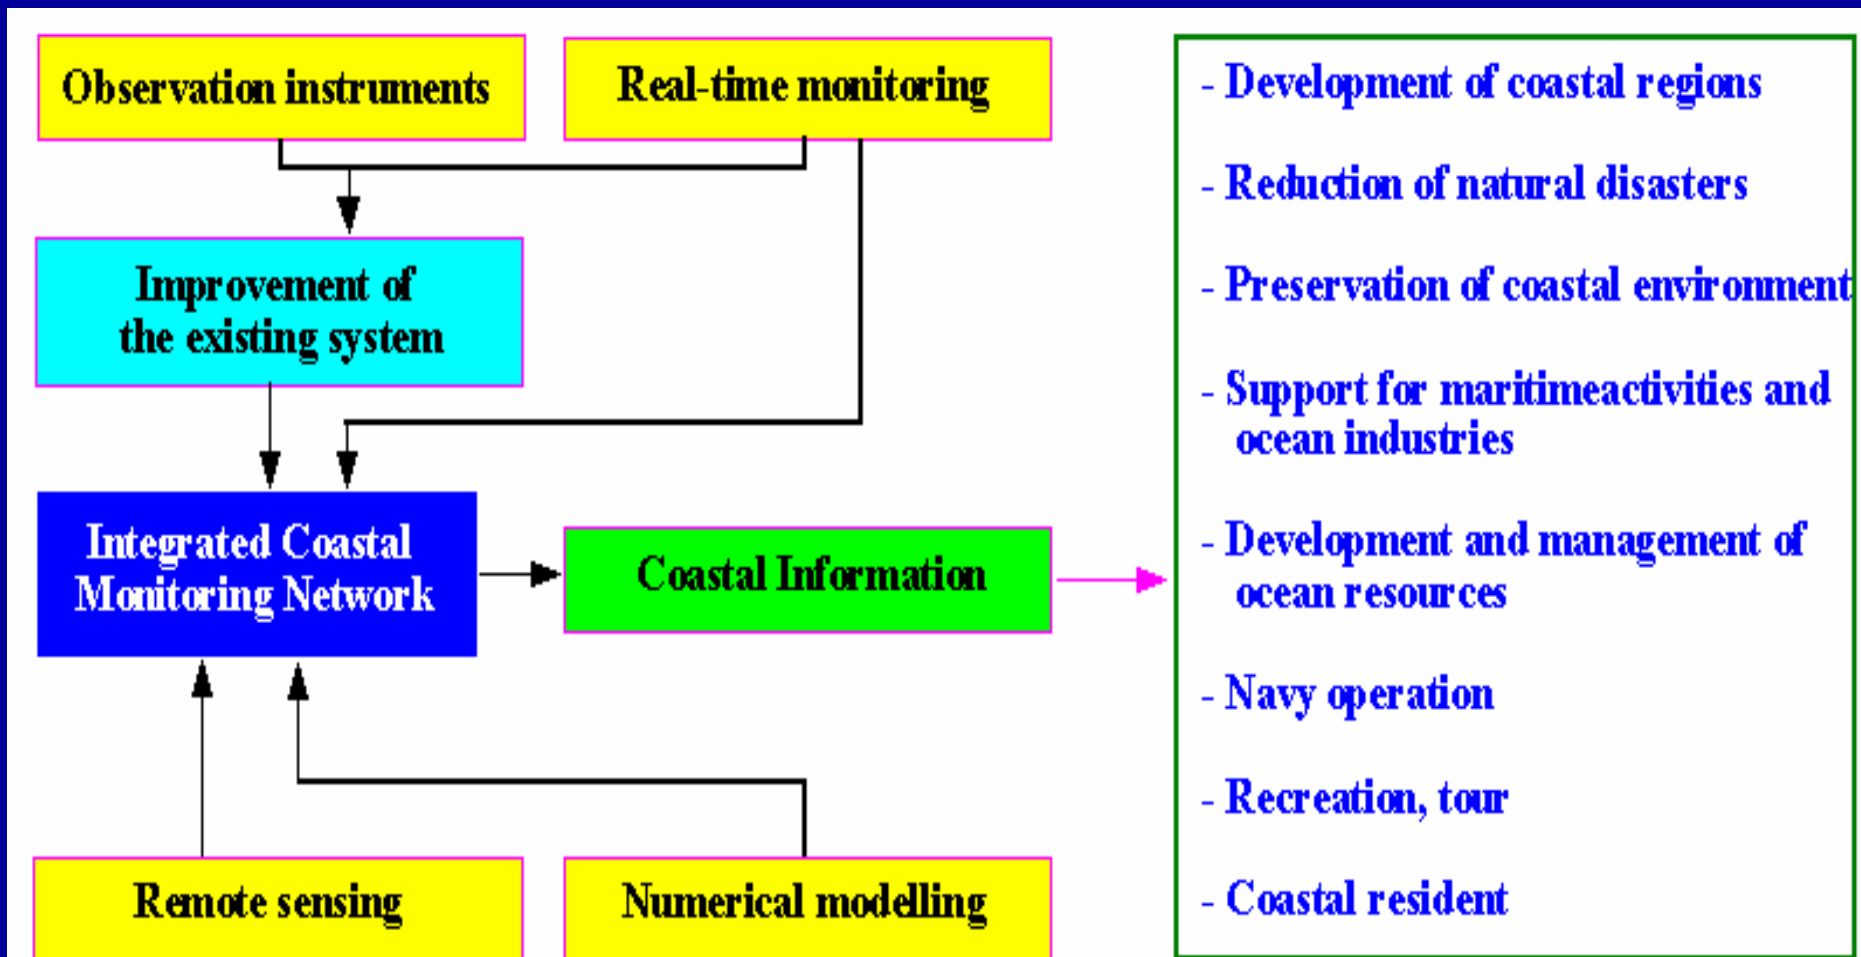 Observation instruments
Real-time monitoring
Improvement of
the existing system
Integrated Coastal
Monitoring Network
Coastal Information
Remote sensing
Numerical modelling
- Development of coastal regions
- Reduction of natural disasters
- Preservation of coastal environment
- Support for maritimeactivities and
ocean industries
- Development and management of
ocean resources
- Navy operation
- Recreation, tour
- Coastal resident